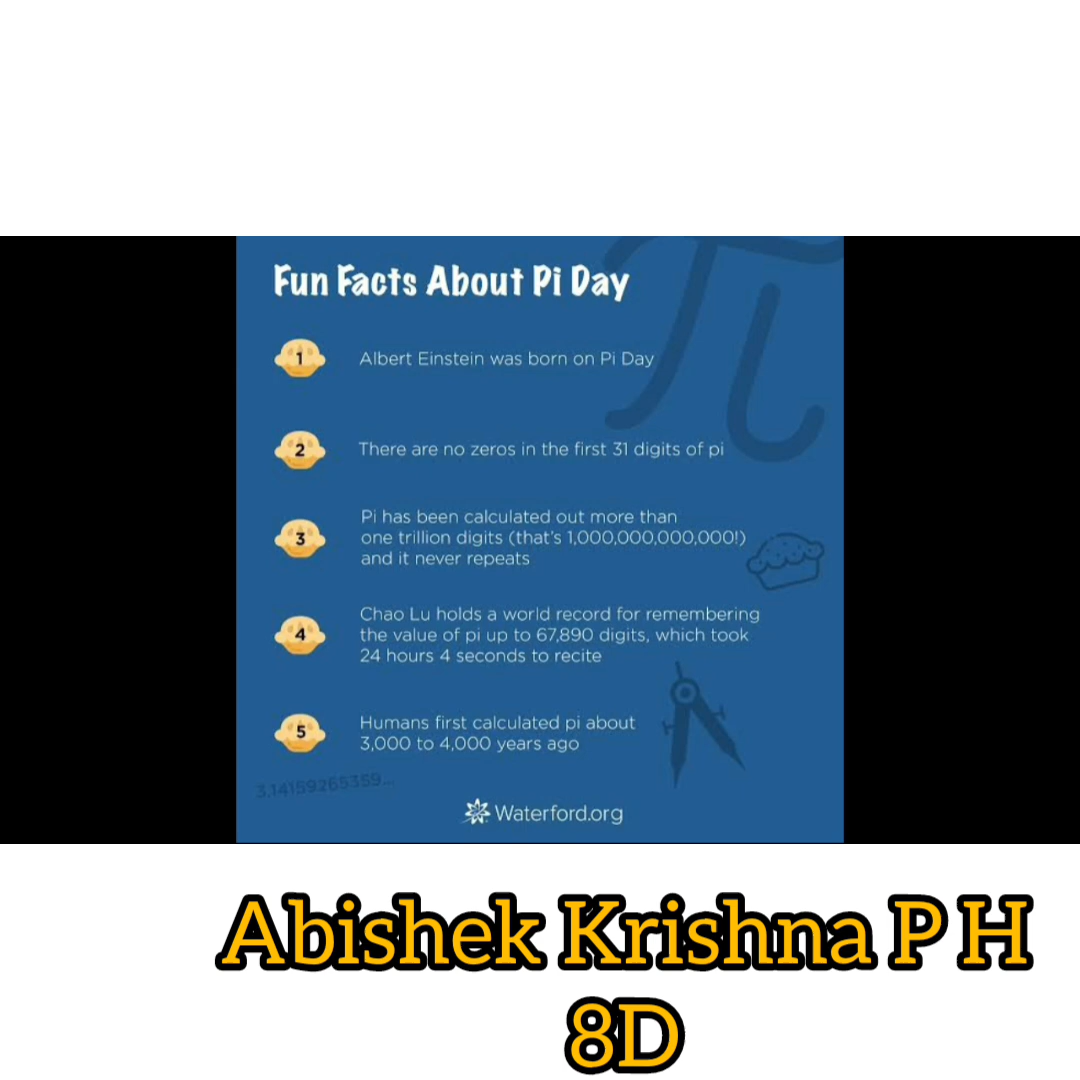 Fun Facts About Pi Day
1 Albert Einstein was born on Pi Day
2 There are no zeros in the first 31 digits of pi
Pi has been calculated out more than
3 one trillion digits (that's 1,000,000,000,000!)
and it never repeats
Chao Lu holds a world record for remembering
4 the value of pi up to 67,890 digits, which took
24 hours 4 seconds to recite
5 Humans first calculated pi about
3,000 to 4,000 years ago
3.14159265359...
Waterford.org
π
Abishek Krishna P H
8D